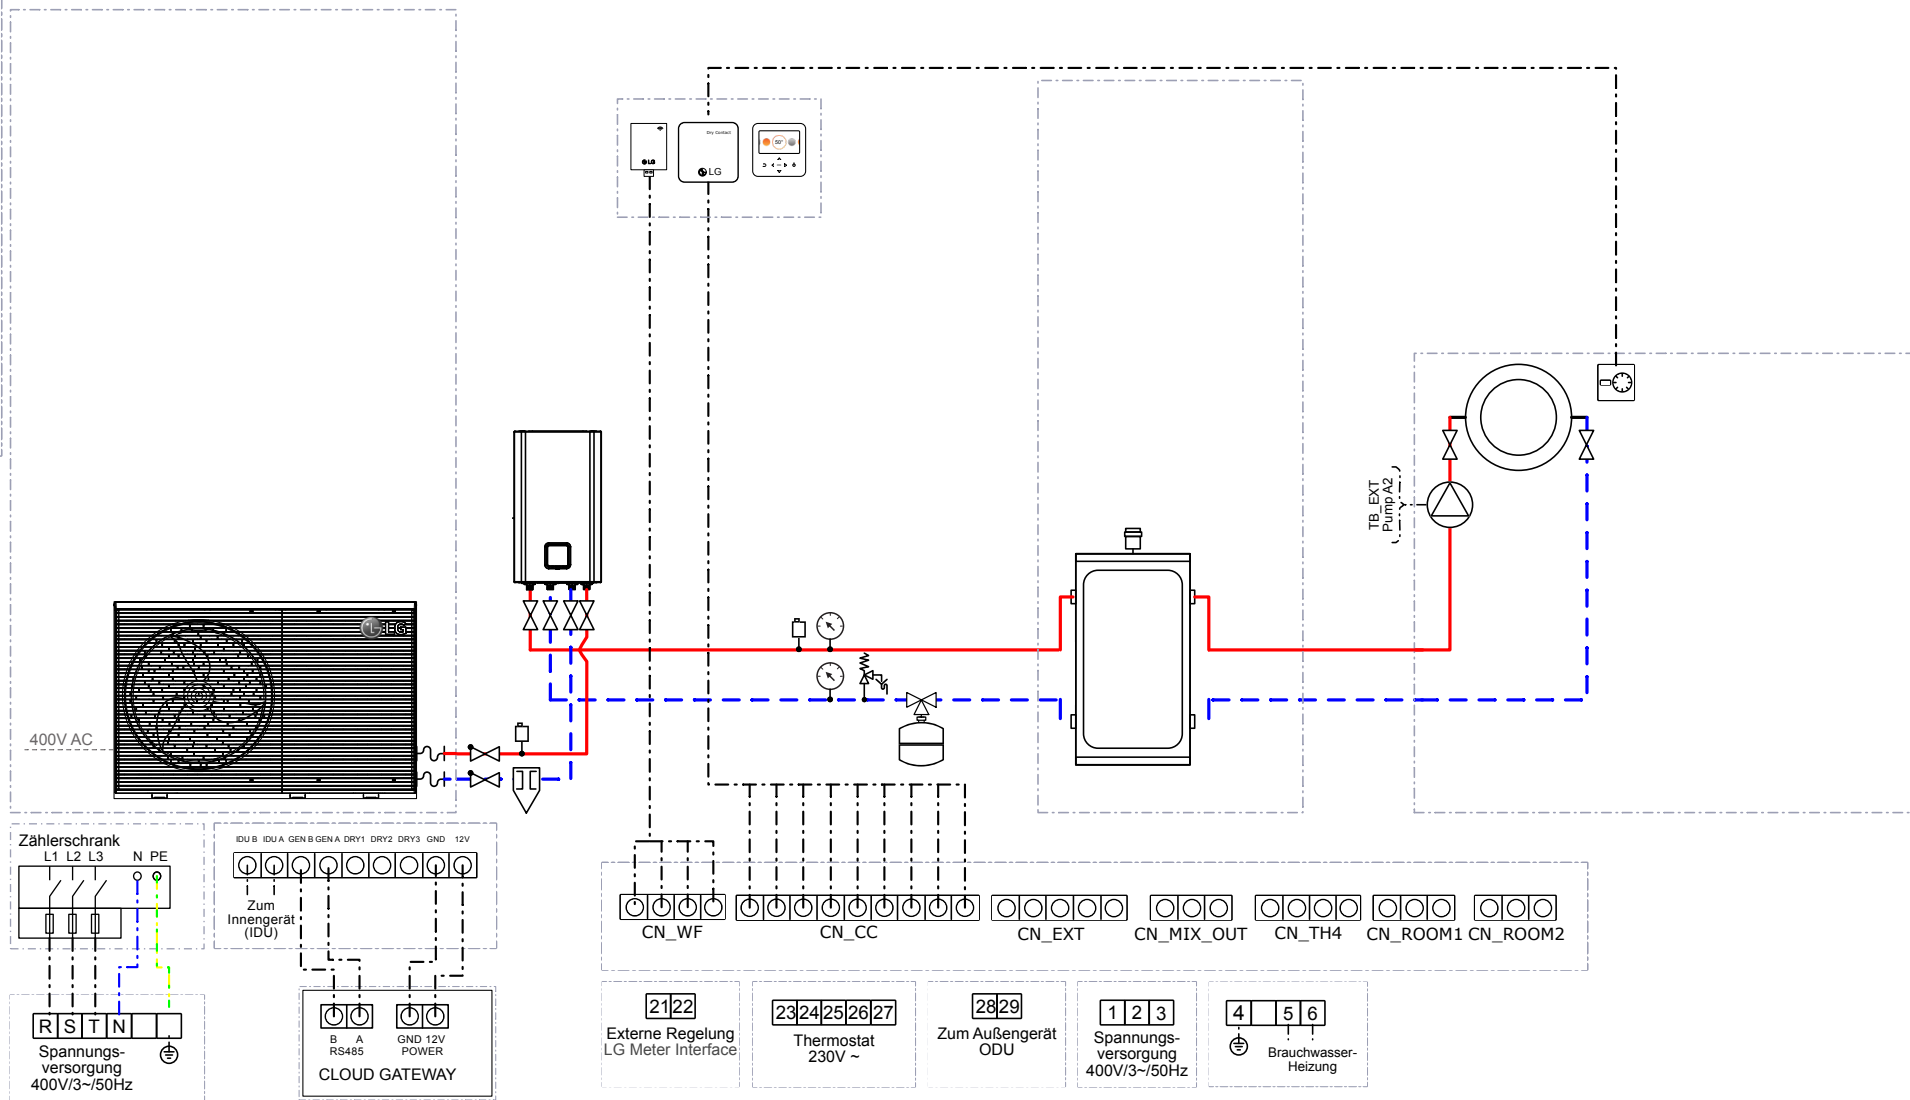 Dry Contact
LG
LG
50°
TB_EXT
Pump A2
LG
400V AC
Zählerschrank
L1 L2 L3 N PE
IDU B IDU A GEN B GEN A DRY1 DRY2 DRY3 GND 12V
Zum
Innengerät
(IDU)
CN_WF
CN_CC
CN_EXT
CN_MIX_OUT
CN_TH4
CN_ROOM1
CN_ROOM2
R S T N
Spannungs-
versorgung
400V/3~/50Hz
B A
RS485
GND 12V
POWER
CLOUD GATEWAY
21 22
Externe Regelung
LG Meter Interface
23 24 25 26 27
Thermostat
230V ~
28 29
Zum Außengerät
ODU
1 2 3
Spannungs-
versorgung
400V/3~/50Hz
4 5 6
Brauchwasser-
Heizung